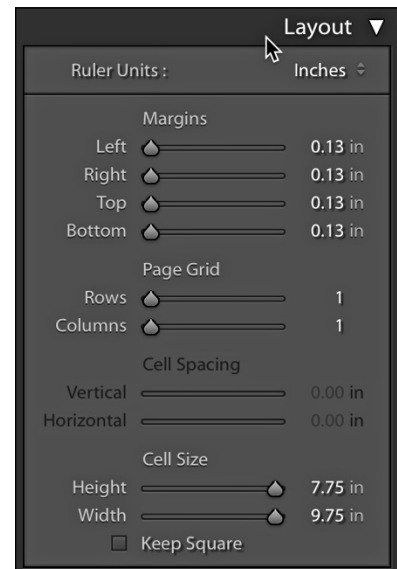 Layout ▼
Ruler Units : Inches
Margins
Left 0.13 in
Right 0.13 in
Top 0.13 in
Bottom 0.13 in
Page Grid
Rows 1
Columns 1
Cell Spacing
Vertical 0.00 in
Horizontal 0.00 in
Cell Size
Height 7.75 in
Width 9.75 in
Keep Square